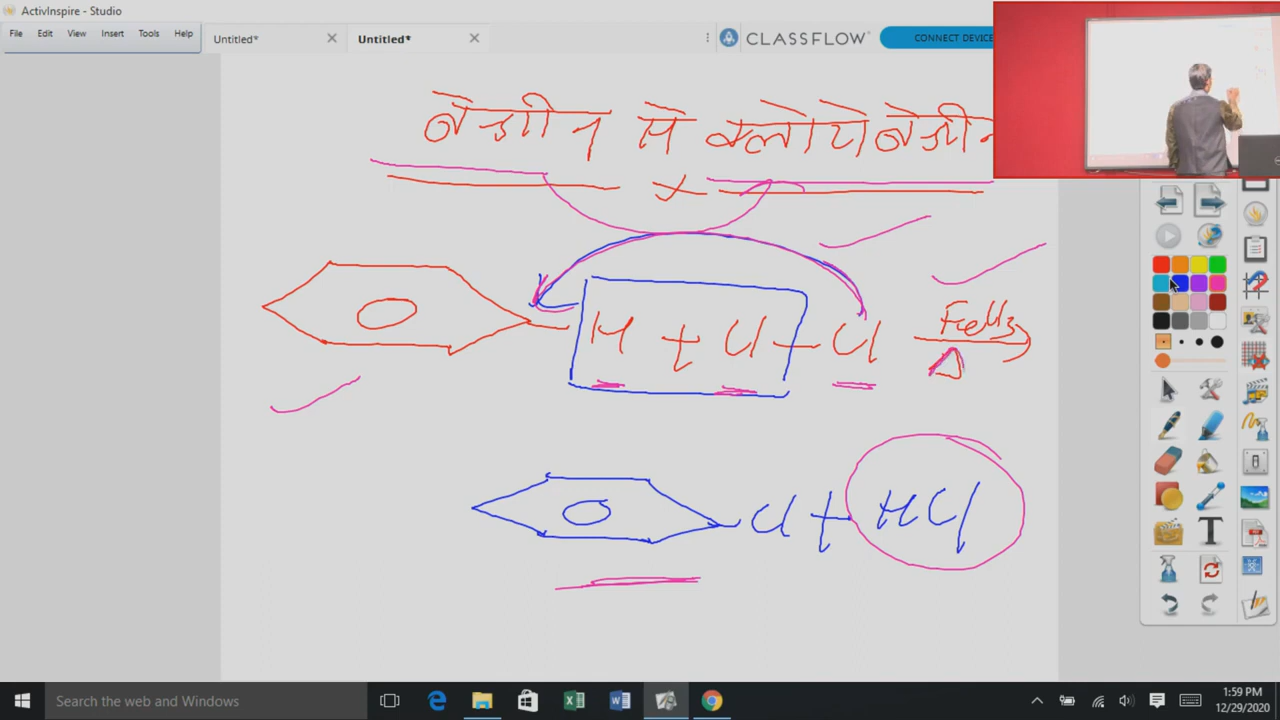 ActivInspire - Studio
File Edit View Insert Tools Help
Untitled*
Untitled*
CLASSFLOW
CONNECT DEVICE
बेन्जीन से क्लोरोबेन्जीन
H + Cl - Cl
FeCl3
Δ
Cl + HCl
Search the web and Windows
1:59 PM
12/29/2020